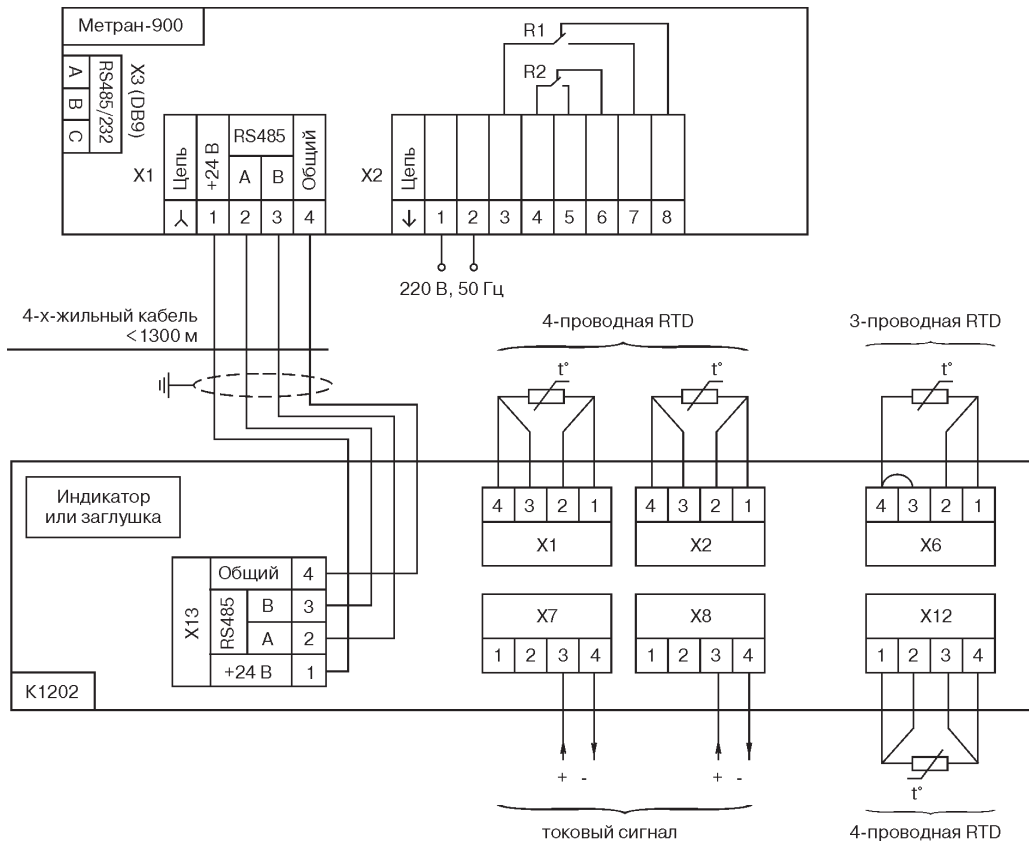 Метран-900
X3 (DB9)
RS485/232
A
B
C
X1
Цепь
+24 В
RS485
A
B
Общий
1
2
3
4
X2
Цепь
1
2
3
4
5
6
7
8
R1
R2
220 В, 50 Гц
4-х-жильный кабель
<1300 м
4-проводная RTD
3-проводная RTD
t°
t°
t°
Индикатор
или заглушка
4 3 2 1
X1
4 3 2 1
X2
4 3 2 1
X6
X13
Общий 4
RS485
B 3
A 2
+24 В 1
X7
1 2 3 4
X8
1 2 3 4
X12
1 2 3 4
К1202
+ -
+ -
t°
токовый сигнал
4-проводная RTD